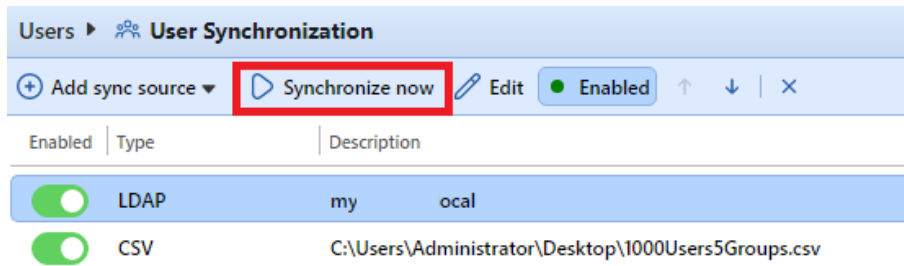 Users ▶ User Synchronization
Add sync source ▼ Synchronize now Edit Enabled
Enabled Type Description
LDAP my ocal
CSV C:\Users\Administrator\Desktop\1000Users5Groups.csv